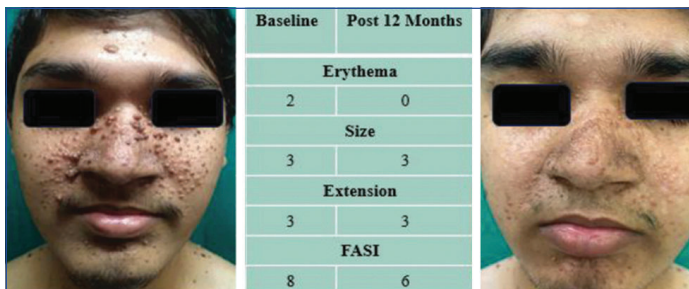 Baseline Post 12 Months
Erythema
2 0
Size
3 3
Extension
3 3
FASI
8 6